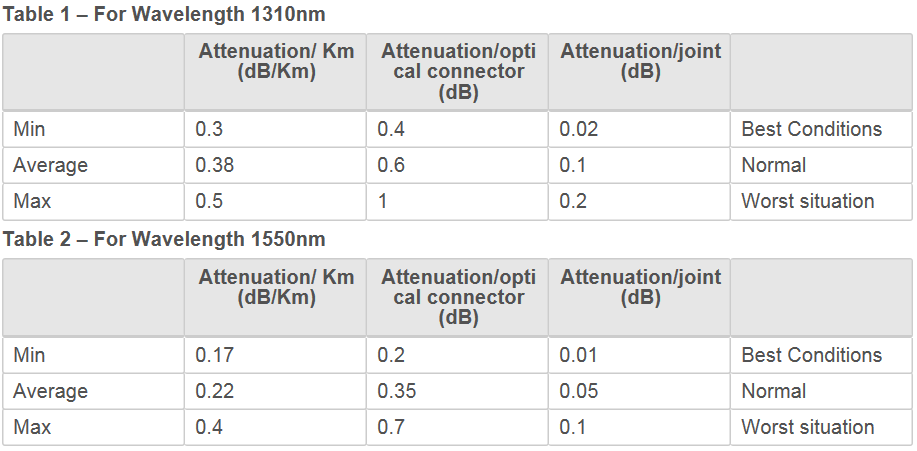 Table 1 – For Wavelength 1310nm
Attenuation/ Km (dB/Km) Attenuation/opti cal connector (dB) Attenuation/joint (dB)
Min 0.3 0.4 0.02 Best Conditions
Average 0.38 0.6 0.1 Normal
Max 0.5 1 0.2 Worst situation
Table 2 – For Wavelength 1550nm
Attenuation/ Km (dB/Km) Attenuation/opti cal connector (dB) Attenuation/joint (dB)
Min 0.17 0.2 0.01 Best Conditions
Average 0.22 0.35 0.05 Normal
Max 0.4 0.7 0.1 Worst situation